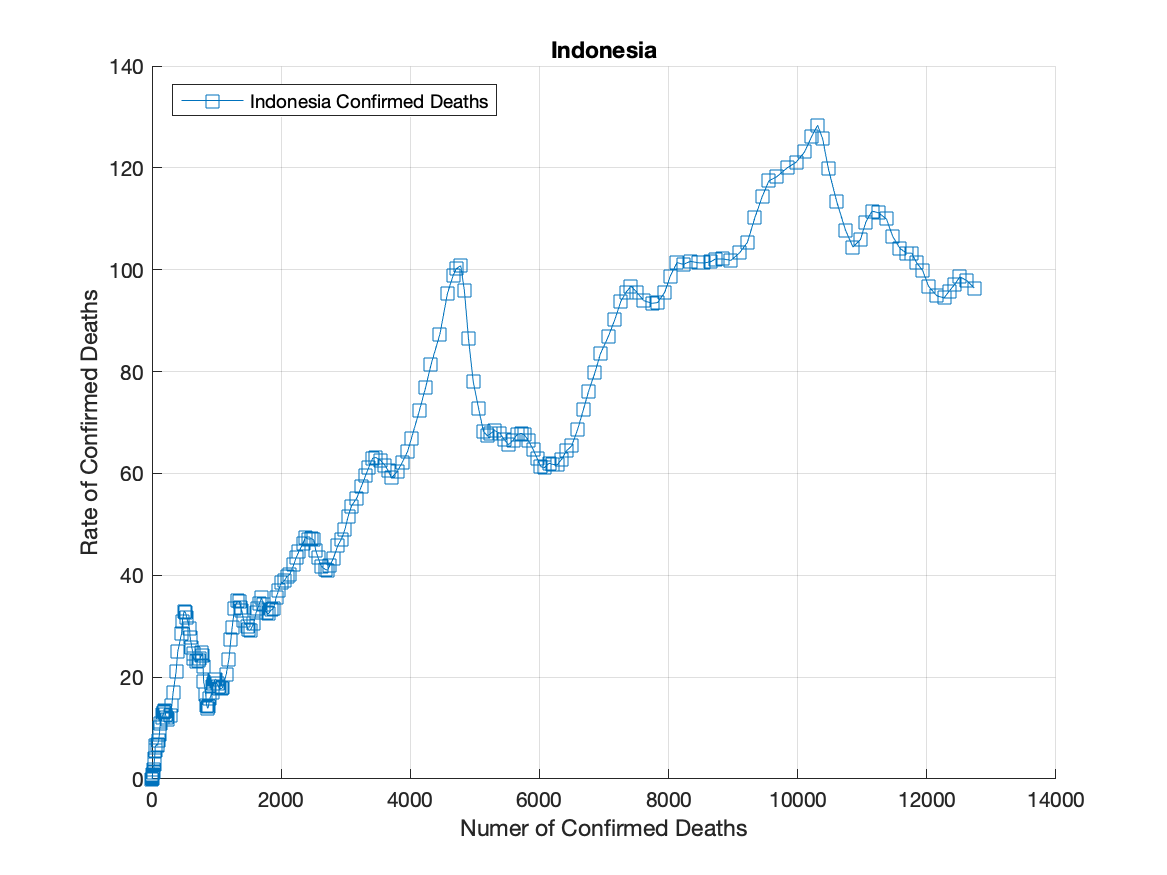 Indonesia
Indonesia Confirmed Deaths
140
120
100
80
60
40
20
0
Rate of Confirmed Deaths
0 2000 4000 6000 8000 10000 12000 14000
Numer of Confirmed Deaths